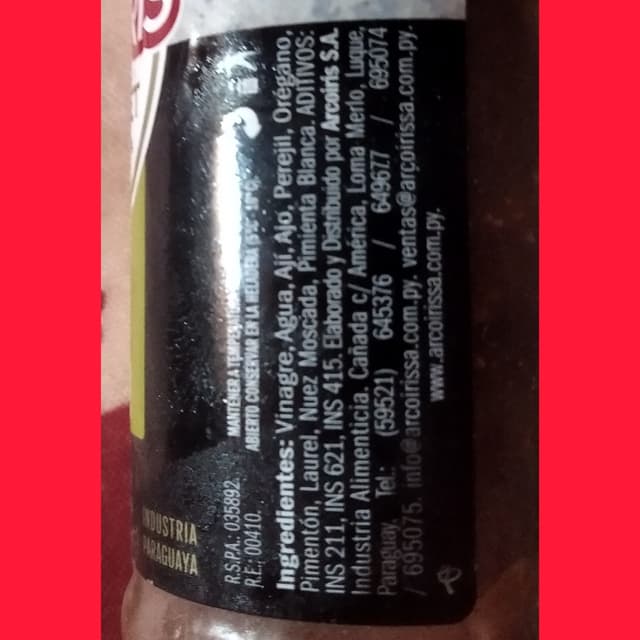 INDUSTRIA
PARAGUAYA
R.S.P.A.: 035892
R.E.: 00410
MANTENER A
ABIERTO CONSERVAR EN LA
Ingredientes: Vinagre, Agua, Ají, Ajo, Perejil, Orégano,
Pimentón, Laurel, Nuez Moscada, Pimienta Blanca. ADITIVOS:
INS 211, INS 621, INS 415. Elaborado y Distribuido por Arcoiris S.A.
Industria Alimenticia. Cañada c/ América, Loma Merlo, Luque,
Paraguay. Tel.: (59521) 645376 / 649677 / 695074
/ 695075. info@arcoirissa.com.py. ventas@arcoirissa.com.py.
www.arcoirissa.com.py.